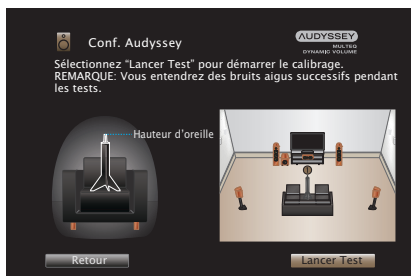 Conf. Audyssey
AUDYSSEY
MULTEQ
DYNAMIC VOLUME
Sélectionnez “Lancer Test” pour démarrer le calibrage.
REMARQUE: Vous entendrez des bruits aigus successifs pendant
les tests.
Hauteur d’oreille
Retour
Lancer Test